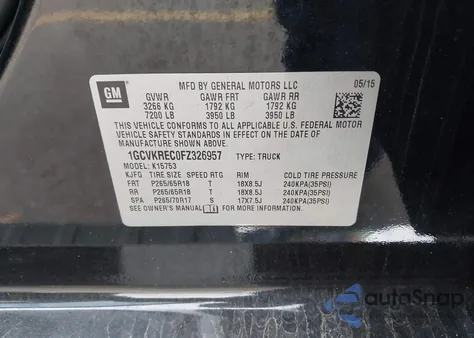 GM
MFD BY GENERAL MOTORS LLC 05/15
GVWR GAWR FRT GAWR RR
3266 KG 1792 KG 1792 KG
7200 LB 3950 LB 3950 LB
THIS VEHICLE CONFORMS TO ALL APPLICABLE U.S. FEDERAL MOTOR
VEHICLE SAFETY AND THEFT PREVENTION STANDARDS IN EFFECT ON THE DATE OF
MANUFACTURE SHOWN ABOVE.
1GCVKREC0FZ326957 TYPE: TRUCK
MODEL: K15753
KJFG TIRE SIZE SPEED RTG RIM COLD TIRE PRESSURE
FRT P265/65R18 T 18X8.5J 240KPA(35PSI)
RR P265/65R18 T 18X8.5J 240KPA(35PSI)
SPA P265/70R17 S 17X7.5J 240KPA(35PSI)
SEE OWNER'S MANUAL FOR MORE INFORMATION.
autoSnap